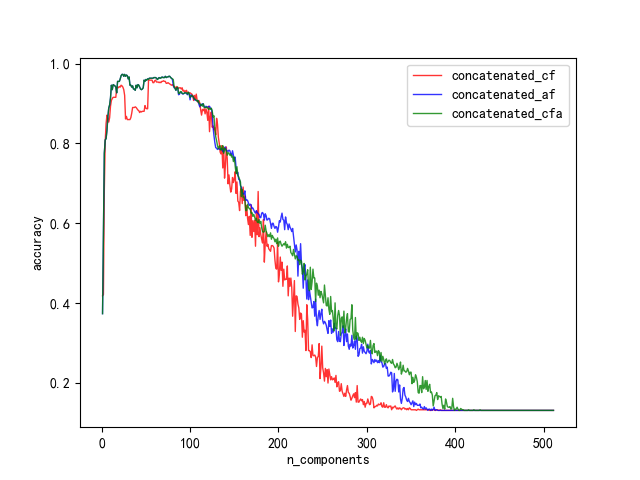 1.0
0.8
0.6
0.4
0.2
accuracy
concatenated_cf
concatenated_af
concatenated_cfa
0 100 200 300 400 500
n_components